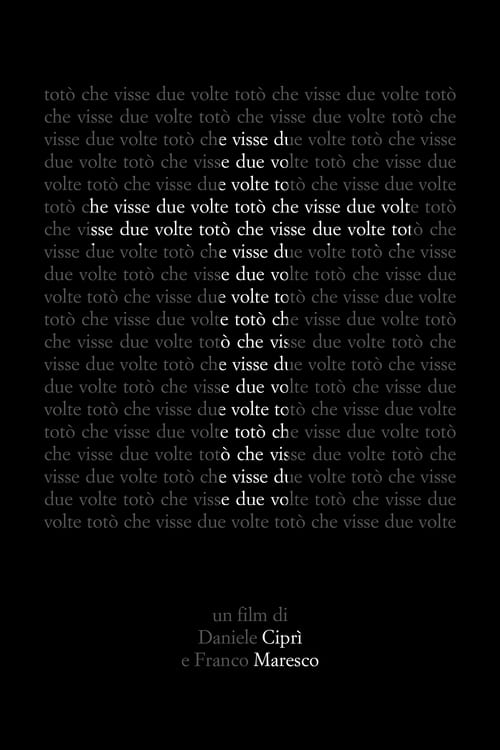 totò che visse due volte totò che visse due volte totò
che visse due volte totò che visse due volte totò che
visse due volte totò che visse due volte totò che visse
due volte totò che visse due volte totò che visse due
volte totò che visse due volte totò che visse due volte
totò che visse due volte totò che visse due volte totò
che visse due volte totò che visse due volte totò che
visse due volte totò che visse due volte totò che visse
due volte totò che visse due volte totò che visse due
volte totò che visse due volte totò che visse due volte
totò che visse due volte totò che visse due volte totò
che visse due volte totò che visse due volte totò che
visse due volte totò che visse due volte totò che visse
due volte totò che visse due volte totò che visse due
volte totò che visse due volte totò che visse due volte
totò che visse due volte totò che visse due volte totò
che visse due volte totò che visse due volte totò che
visse due volte totò che visse due volte totò che visse
due volte totò che visse due volte totò che visse due
volte totò che visse due volte totò che visse due volte
un film di
Daniele Ciprì
e Franco Maresco